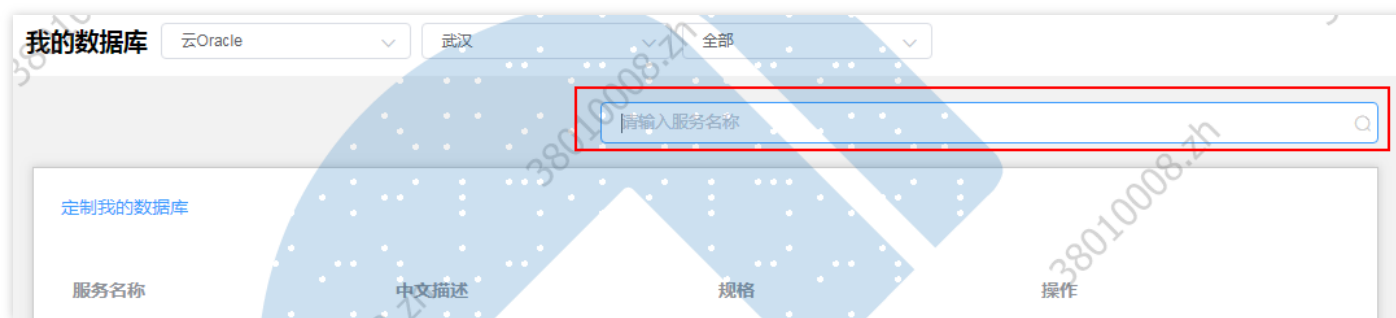 我的数据库 云Oracle 武汉 全部
请输入服务名称
定制我的数据库
服务名称 中文描述 规格 操作
38010008.zh
38010008.zh